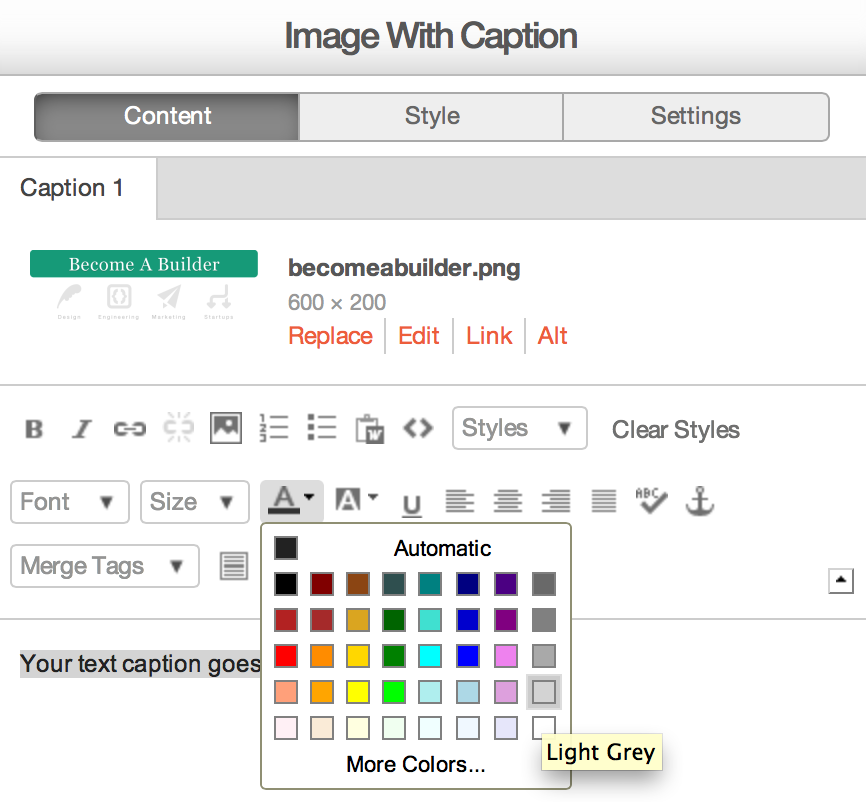 Image With Caption
Content Style Settings
Caption 1
Become A Builder
Design Engineering Marketing Startups
becomeabuilder.png
600 × 200
Replace Edit Link Alt
B I Styles Clear Styles
Font Size A A U ABC
Merge Tags
Automatic
Your text caption goes
More Colors...
Light Grey